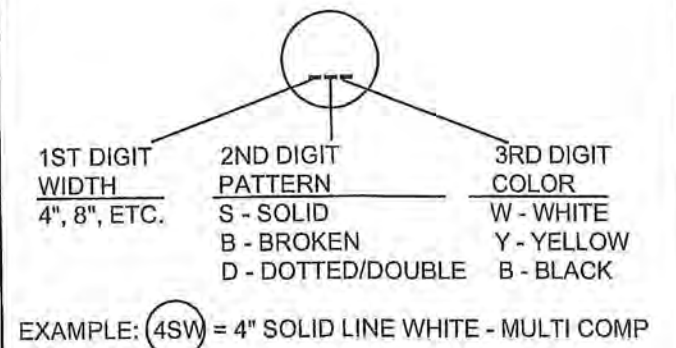 1ST DIGIT 2ND DIGIT 3RD DIGIT
WIDTH PATTERN COLOR
4", 8", ETC. S - SOLID W - WHITE
B - BROKEN Y - YELLOW
D - DOTTED/DOUBLE B - BLACK
EXAMPLE: 4SW = 4" SOLID LINE WHITE - MULTI COMP